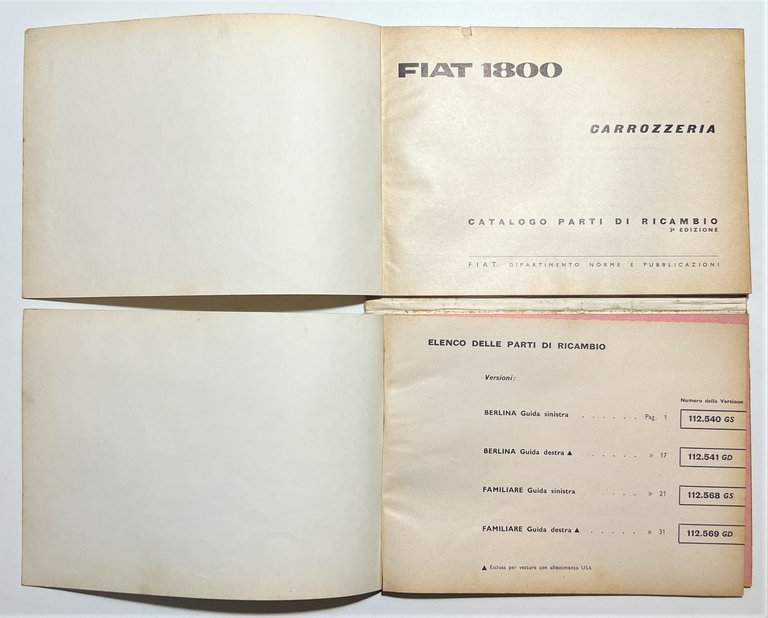 FIAT 1800
CARROZZERIA
CATALOGO PARTI DI RICAMBIO
2ª EDIZIONE
FIAT DIPARTIMENTO NORME E PUBBLICAZIONI
ELENCO DELLE PARTI DI RICAMBIO
Versioni:
Numero della Versione
BERLINA Guida sinistra . . . . . . Pag. 1 112.540 GS
BERLINA Guida destra ▲ . . . . . » 17 112.541 GD
FAMILIARE Guida sinistra . . . . . » 21 112.568 GS
FAMILIARE Guida destra ▲ . . . . . » 31 112.569 GD
▲ Esclusa per vetture con allestimento USA.